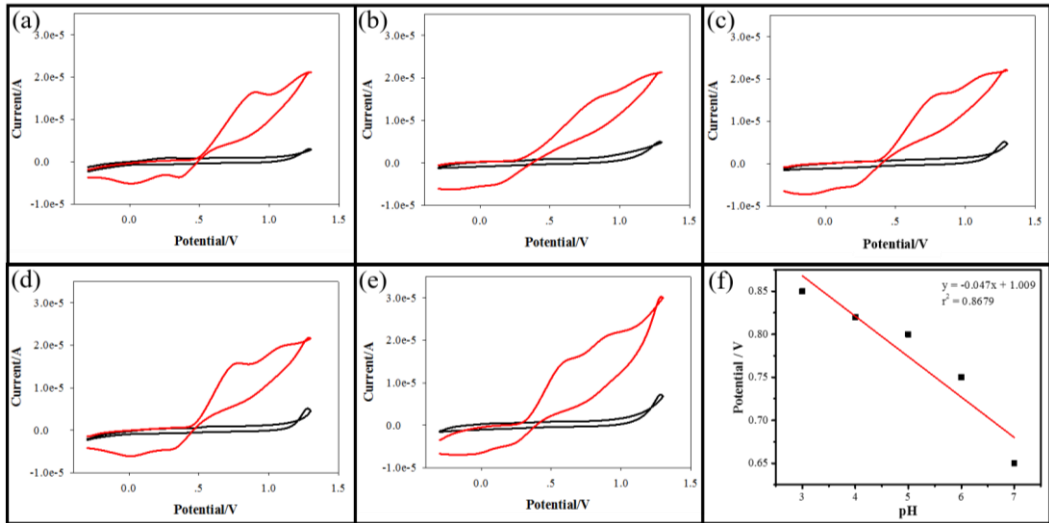 (a)
3.0e-5
2.0e-5
1.0e-5
0.0
-1.0e-5
Current/A
0.0
.5
1.0
1.5
Potential/V
(b)
3.0e-5
2.0e-5
1.0e-5
0.0
-1.0e-5
Current/A
0.0
.5
1.0
1.5
Potential/V
(c)
3.0e-5
2.0e-5
1.0e-5
0.0
-1.0e-5
Current/A
0.0
.5
1.0
1.5
Potential/V
(d)
3.0e-5
2.0e-5
1.0e-5
0.0
-1.0e-5
Current/A
0.0
.5
1.0
1.5
Potential/V
(e)
3.0e-5
2.0e-5
1.0e-5
0.0
-1.0e-5
Current/A
0.0
.5
1.0
1.5
Potential/V
(f)
y = -0.047x + 1.009
r² = 0.8679
0.85
0.80
0.75
0.70
0.65
Potential / V
3
4
5
6
7
pH